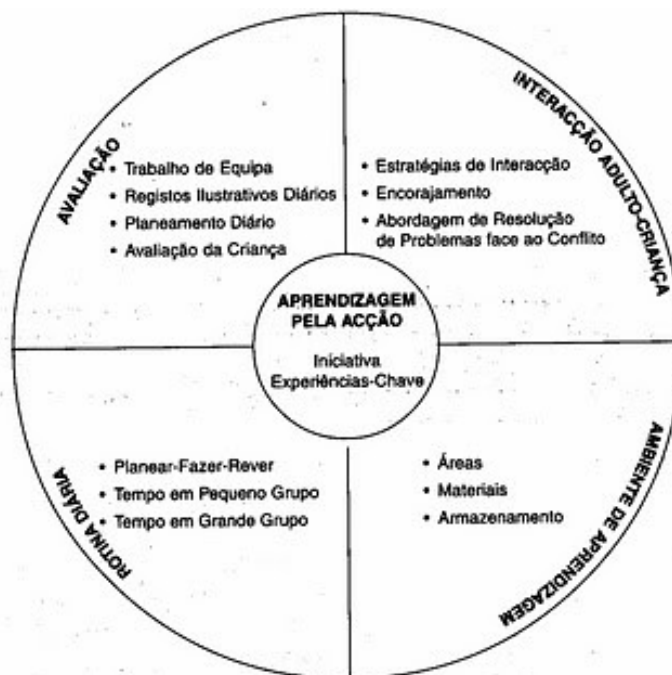 AVALIAÇÃO
• Trabalho de Equipa
• Registos Ilustrativos Diários
• Planeamento Diário
• Avaliação da Criança
INTERACÇÃO ADULTO-CRIANÇA
• Estratégias de Interacção
• Encorajamento
• Abordagem de Resolução
de Problemas face ao Conflito
APRENDIZAGEM
PELA ACÇÃO
Iniciativa
Experiências-Chave
ROTINA DIÁRIA
• Planear-Fazer-Rever
• Tempo em Pequeno Grupo
• Tempo em Grande Grupo
AMBIENTE DE APRENDIZAGEM
• Áreas
• Materiais
• Armazenamento